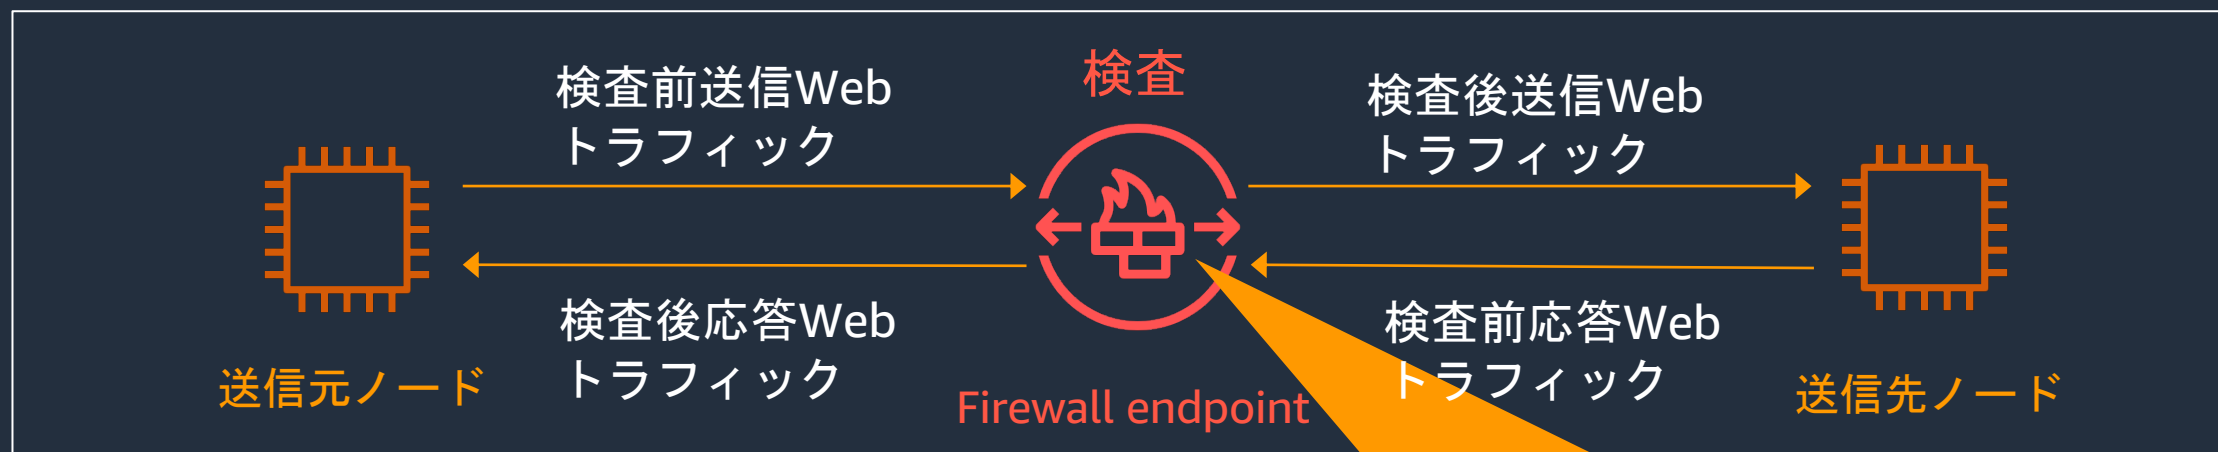 検査
検査前送信Web
トラフィック
検査後送信Web
トラフィック
検査後応答Web
トラフィック
検査前応答Web
トラフィック
送信元ノード
Firewall endpoint
送信先ノード